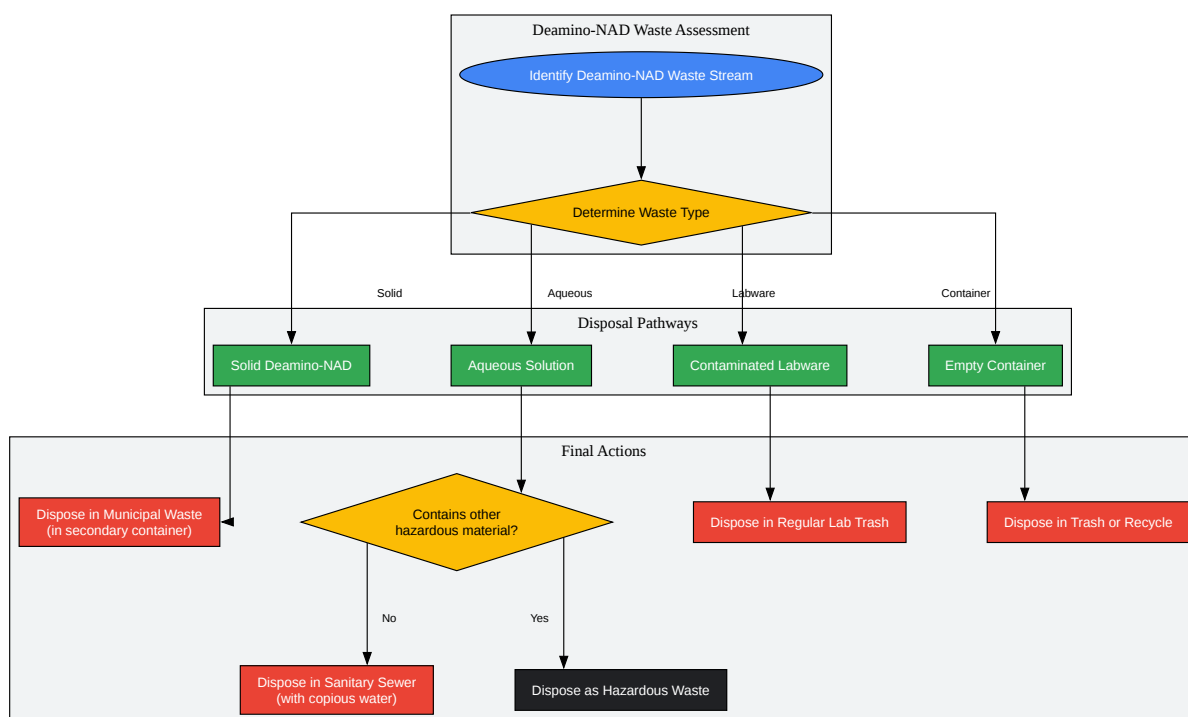 Deamino-NAD Waste Assessment
Identify Deamino-NAD Waste Stream
Determine Waste Type
Solid
Aqueous
Labware
Container
Disposal Pathways
Solid Deamino-NAD
Aqueous Solution
Contaminated Labware
Empty Container
Final Actions
Dispose in Municipal Waste
(in secondary container)
Contains other
hazardous material?
Dispose in Regular Lab Trash
Dispose in Trash or Recycle
No
Yes
Dispose in Sanitary Sewer
(with copious water)
Dispose as Hazardous Waste